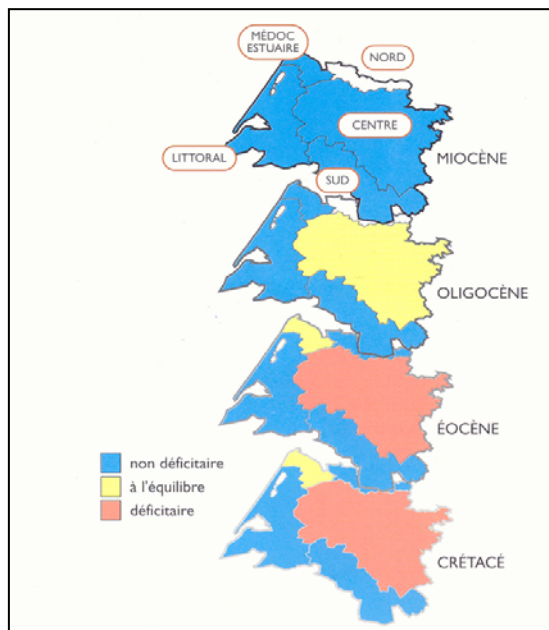 MÉDOC
ESTUAIRE
NORD
CENTRE
LITTORAL
MIOCÈNE
SUD
OLIGOCÈNE
ÉOCÈNE
non déficitaire
à l'équilibre
déficitaire
CRÉTACÉ